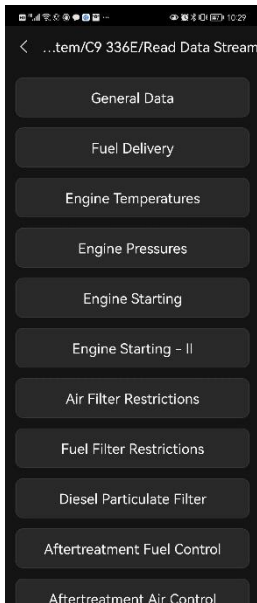 10:29
...tem/C9 336E/Read Data Stream
General Data
Fuel Delivery
Engine Temperatures
Engine Pressures
Engine Starting
Engine Starting - II
Air Filter Restrictions
Fuel Filter Restrictions
Diesel Particulate Filter
Aftertreatment Fuel Control
Aftertreatment Air Control